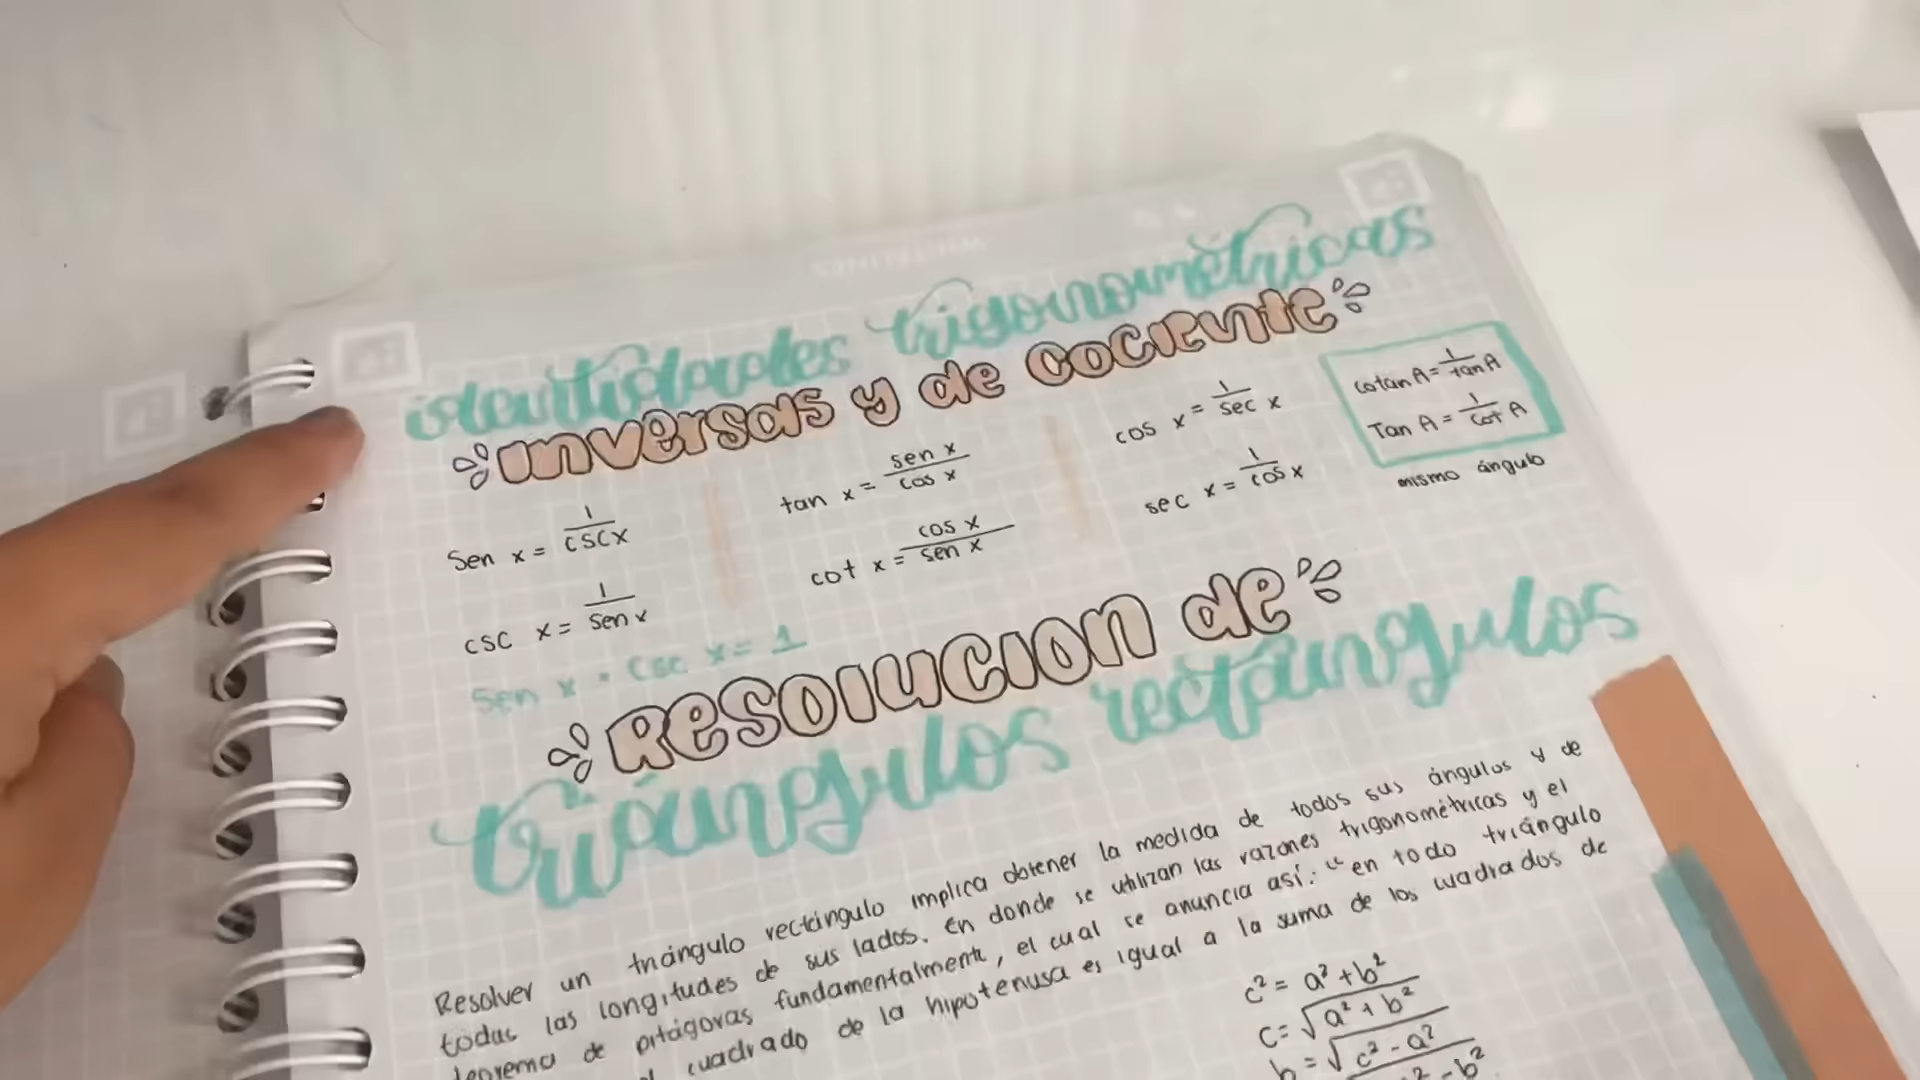 identidades trigonométricas
inversas y de cociente
Sen x = 1/csc x
csc x = 1/sen x
Sen x · Csc x = 1
tan x = sen x/cos x
cot x = cos x/sen x
cos x = 1/sec x
sec x = 1/cos x
cotan A = 1/tan A
Tan A = 1/cot A
mismo ángulo
Resolucion de
triángulos rectángulos
Resolver un triángulo rectángulo implica obtener la medida de todos sus ángulos y de
todas las longitudes de sus lados. En donde se utilizan las razones trigonométricas y el
teorema de pitágoras fundamentalmente, el cual se anuncia así: "en todo triángulo
cuadrado de la hipotenusa es igual a la suma de los cuadrados de
c² = a² + b²
c = √a² + b²
b = √c² - a²
² - b²